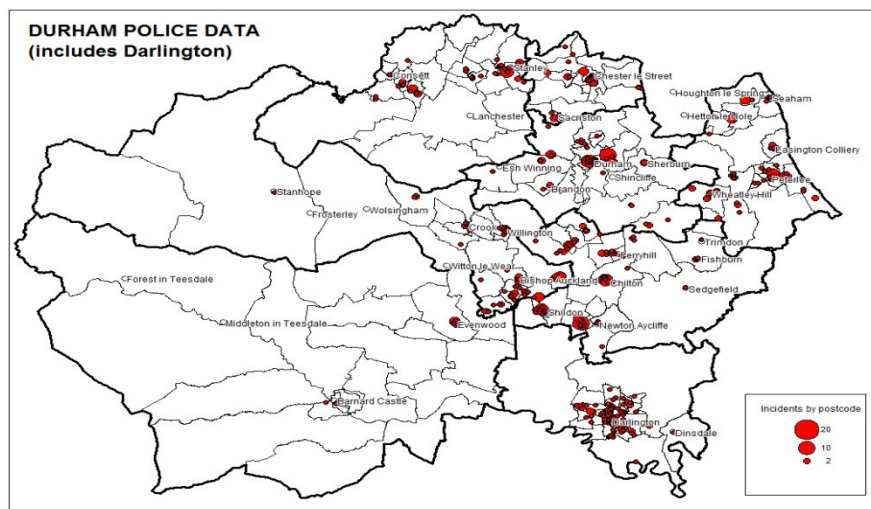 DURHAM POLICE DATA
(includes Darlington)
Stanley
Consett
Chester le Street
Houghton le Spring
Seaham
Lanchester
Sacriston
Hetton le Hole
Easington Colliery
Esh Winning
Durham
Sherburn
Shincliffe
Peterlee
Stanhope
Brandon
Wheatley Hill
Frosterley
Wolsingham
Crook
Willington
Trimdon
Ferryhill
Fishburn
Witton le Wear
Forest in Teesdale
Bishop Auckland
Chilton
Sedgefield
Middleton in Teesdale
Evenwood
Shildon
Newton Aycliffe
Barnard Castle
Incidents by postcode
20
Darlington
10
Dinsdale
2